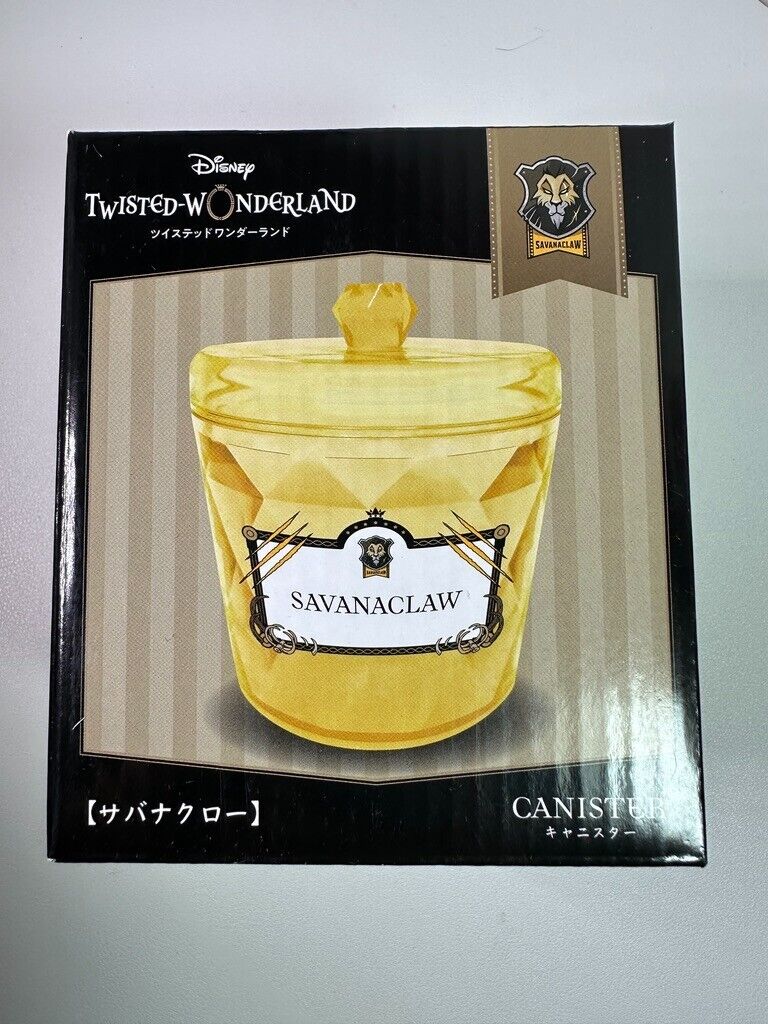 Disney
TWISTED-WONDERLAND
ツイステッドワンダーランド
SAVANACLAW
SAVANACLAW
SAVANACLAW
【サバナクロー】
CANISTER
キャニスター